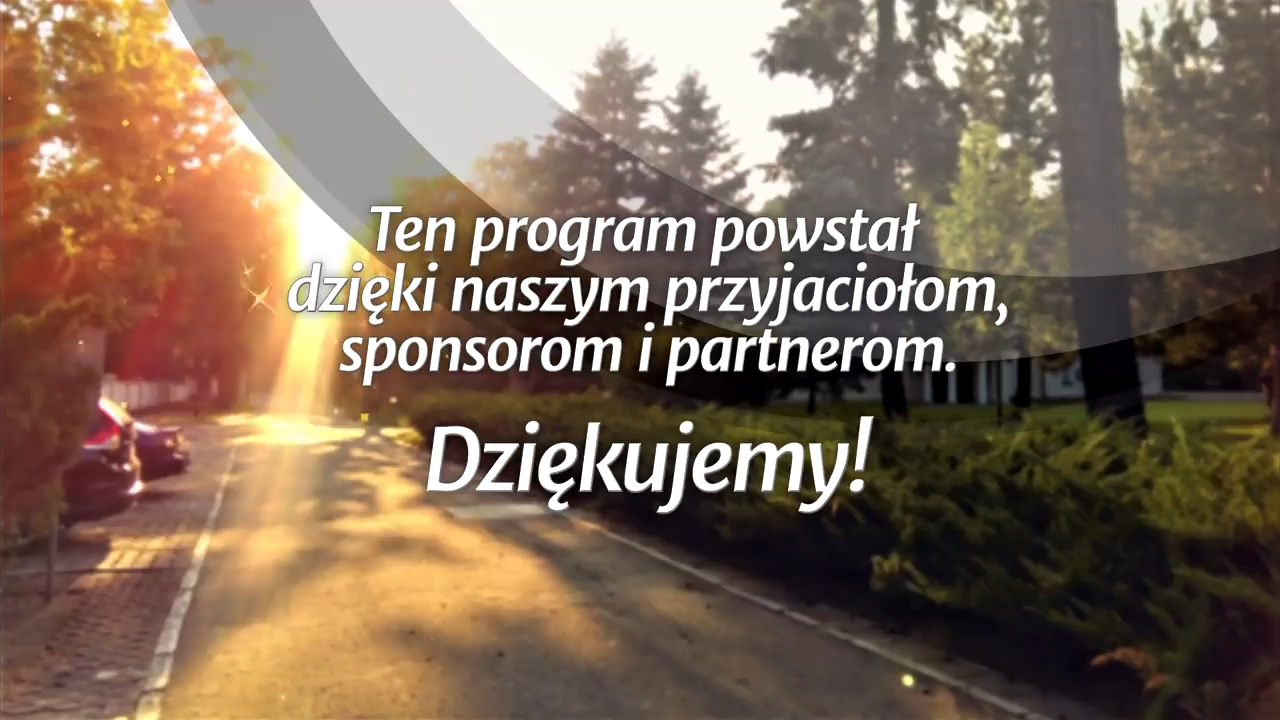 Ten program powstał
dzięki naszym przyjaciołom,
sponsorom i partnerom.
Dziękujemy!